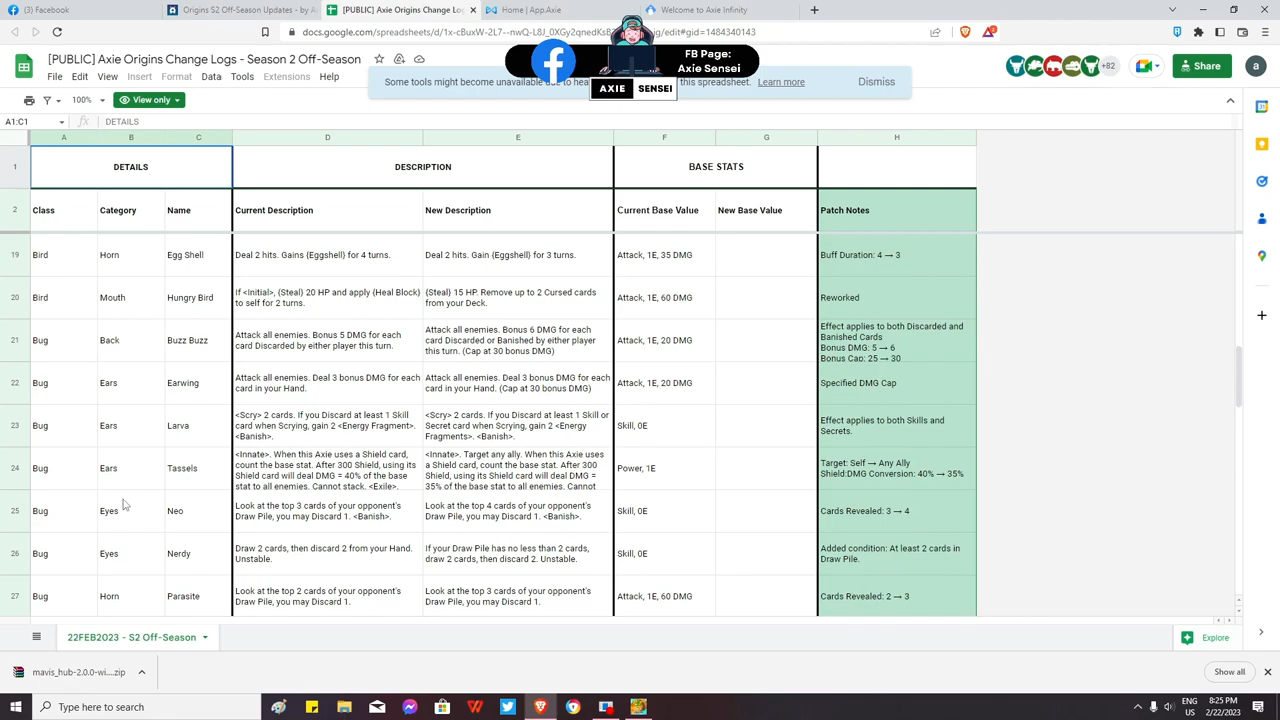 Facebook
Origins S2 Off-Season Updates - by A
[PUBLIC] Axie Origins Change Logs
Home | App.Axie
Welcome to Axie Infinity
docs.google.com/spreadsheets/d/
edit#gid=1484340143
[PUBLIC] Axie Origins Change Logs - Season 2 Off-Season
File Edit View Insert Format Data Tools Extensions Help
FB Page:
Axie Sensei
AXIE SENSEI
+82
Share
a
Some tools might become unavailable due to
this spreadsheet. Learn more Dismiss
100% View only
A1:C1 fx DETAILS
A B C D E F G H
1 DETAILS DESCRIPTION BASE STATS
2 Class Category Name Current Description New Description Current Base Value New Base Value Patch Notes
19 Bird Horn Egg Shell Deal 2 hits. Gains {Eggshell} for 4 turns. Deal 2 hits. Gain {Eggshell} for 3 turns. Attack, 1E, 35 DMG Buff Duration: 4 → 3
20 Bird Mouth Hungry Bird If <Initial>, {Steal} 20 HP and apply {Heal Block}
to self for 2 turns.
{Steal} 15 HP. Remove up to 2 Cursed cards
from your Deck.
Attack, 1E, 60 DMG Reworked
21 Bug Back Buzz Buzz Attack all enemies. Bonus 5 DMG for each
card Discarded by either player this turn.
Attack all enemies. Bonus 6 DMG for each
card Discarded or Banished by either player
this turn. (Cap at 30 bonus DMG)
Attack, 1E, 20 DMG
Effect applies to both Discarded and
Banished Cards
Bonus DMG: 5 → 6
Bonus Cap: 25 → 30
22 Bug Ears Earwing Attack all enemies. Deal 3 bonus DMG for each
card in your Hand.
Attack all enemies. Deal 3 bonus DMG for each
card in your Hand. (Cap at 30 bonus DMG)
Attack, 1E, 20 DMG Specified DMG Cap
23 Bug Ears Larva <Scry> 2 cards. If you Discard at least 1 Skill
card when Scrying, gain 2 <Energy Fragment>.
<Banish>.
<Scry> 2 cards. If you Discard at least 1 Skill or
Secret card when Scrying, gain 2 <Energy
Fragments>. <Banish>.
Skill, 0E
Effect applies to both Skills and
Secrets.
24 Bug Ears Tassels <Innate>. When this Axie uses a Shield card,
count the base stat. After 300 Shield, using its
Shield card will deal DMG = 40% of the base
stat to all enemies. Cannot stack. <Exile>.
<Innate>. Target any ally. When this Axie uses
a Shield card, count the base stat. After 300
Shield, using its Shield card will deal DMG =
35% of the base stat to all enemies. Cannot
Power, 1E
Target: Self → Any Ally
Shield:DMG Conversion: 40% → 35%
25 Bug Eyes Neo Look at the top 3 cards of your opponent's
Draw Pile, you may Discard 1. <Banish>.
Look at the top 4 cards of your opponent's
Draw Pile, you may Discard 1. <Banish>.
Skill, 0E Cards Revealed: 3 → 4
26 Bug Eyes Nerdy Draw 2 cards, then discard 2 from your Hand.
Unstable.
If your Draw Pile has no less than 2 cards,
draw 2 cards, then discard 2. Unstable.
Skill, 0E
Added condition: At least 2 cards in
Draw Pile.
27 Bug Horn Parasite Look at the top 2 cards of your opponent's
Draw Pile, you may Discard 1.
Look at the top 3 cards of your opponent's
Draw Pile, you may Discard 1.
Attack, 1E, 60 DMG Cards Revealed: 2 → 3
22FEB2023 - S2 Off-Season
Explore
mavis_hub-2.0.0-wi....zip
Show all
Type here to search
ENG
US
8:25 PM
2/22/2023